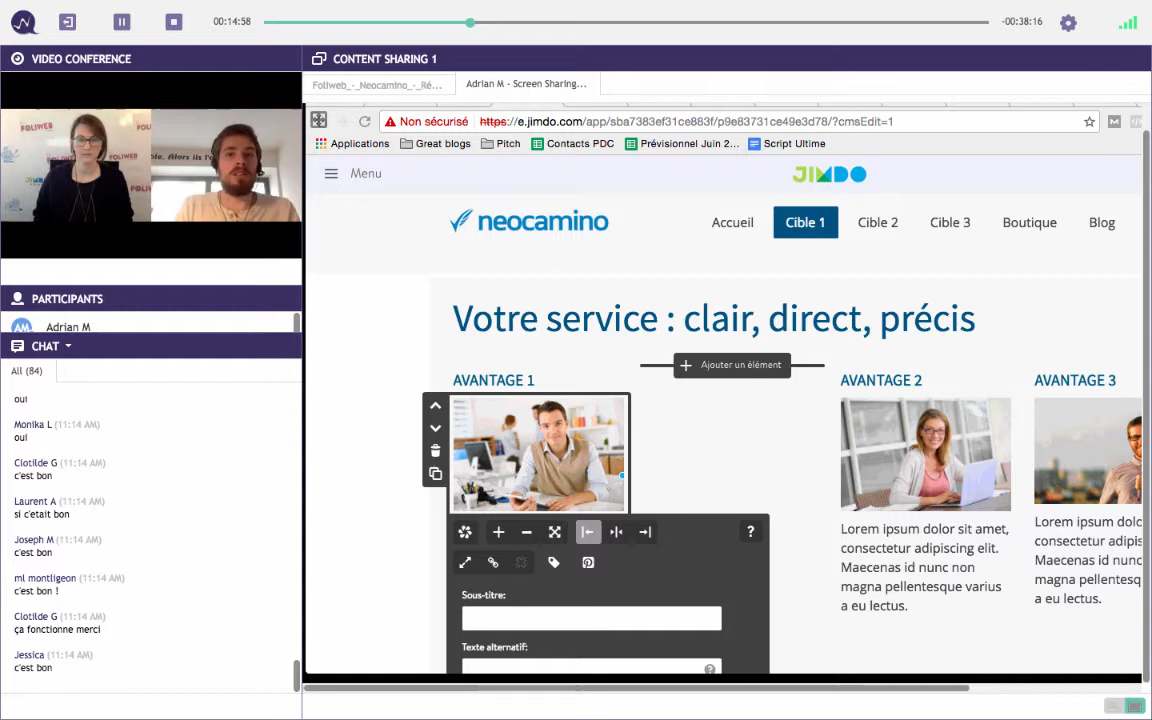 00:14:58
-00:38:16
VIDEO CONFERENCE
CONTENT SHARING 1
Foliweb_-_Neocamino_-_Ré...
Adrian M - Screen Sharing...
Non sécurisé https://e.jimdo.com/app/sba7383ef31ce883f/p9e83731ce49e3d78/?cmsEdit=1
Applications
Great blogs
Pitch
Contacts PDC
Prévisionnel Juin 2...
Script Ultime
Menu
JIMDO
neocamino
Accueil
Cible 1
Cible 2
Cible 3
Boutique
Blog
FOLIWEB
Votre service : clair, direct, précis
Ajouter un élément
AVANTAGE 1
AVANTAGE 2
AVANTAGE 3
Lorem ipsum dolor sit amet,
consectetur adipiscing elit.
Maecenas id nunc non
magna pellentesque varius
a eu lectus.
Lorem ipsum dolo
consectetur adip
Maecenas id nunc
magna pellentesq
a eu lectus.
?
Sous-titre:
Texte alternatif:
?
PARTICIPANTS
AM
Adrian M
CHAT
All (84)
oui
Monika L (11:14 AM)
oui
Clotilde G (11:14 AM)
c'est bon
Laurent A (11:14 AM)
si c'etait bon
Joseph M (11:14 AM)
c'est bon
ml montligeon (11:14 AM)
c'est bon !
Clotilde G (11:14 AM)
ça fonctionne merci
Jessica (11:14 AM)
c'est bon